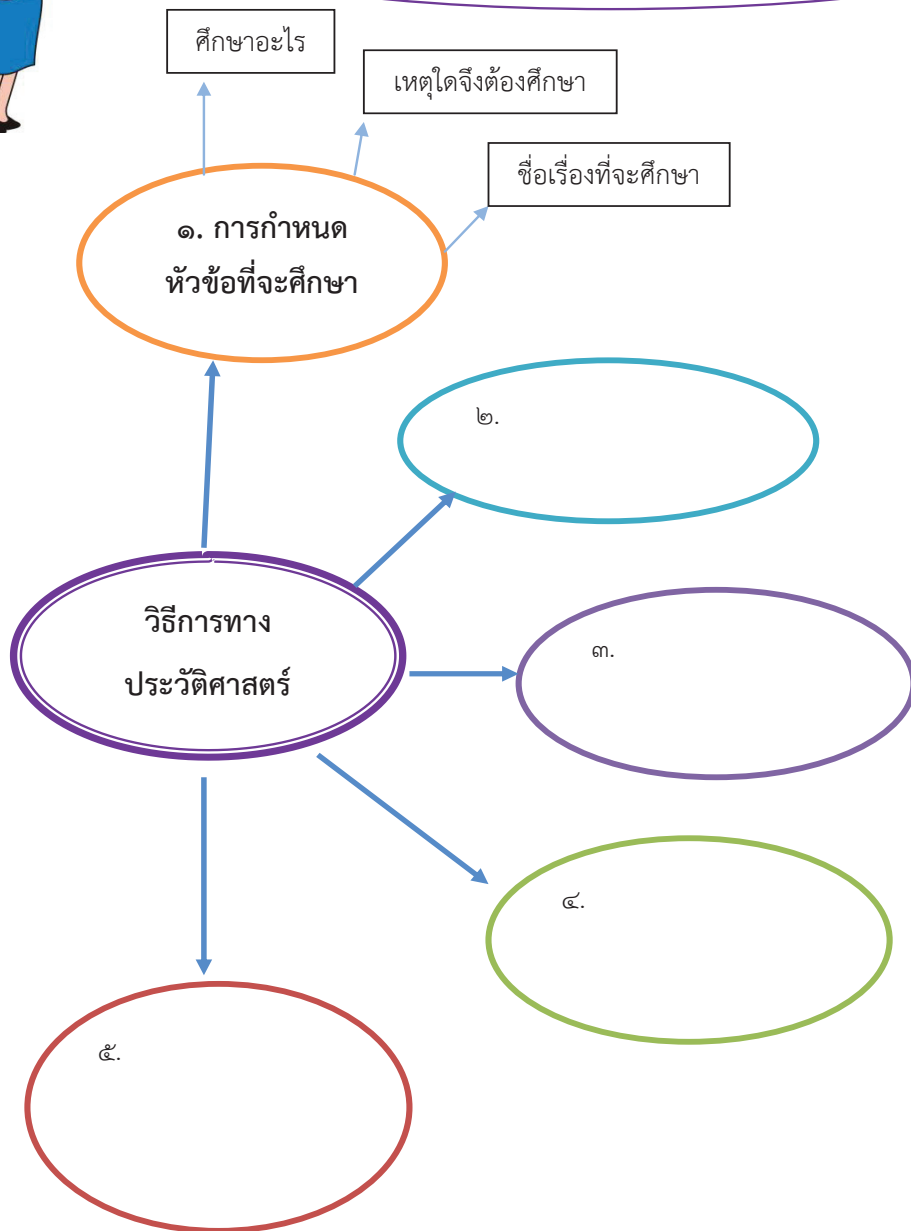 ศึกษาอะไร
เหตุใดจึงต้องศึกษา
ชื่อเรื่องที่จะศึกษา
๑. การกำหนด
หัวข้อที่จะศึกษา
๒.
วิธีการทาง
ประวัติศาสตร์
๓.
๔.
๕.